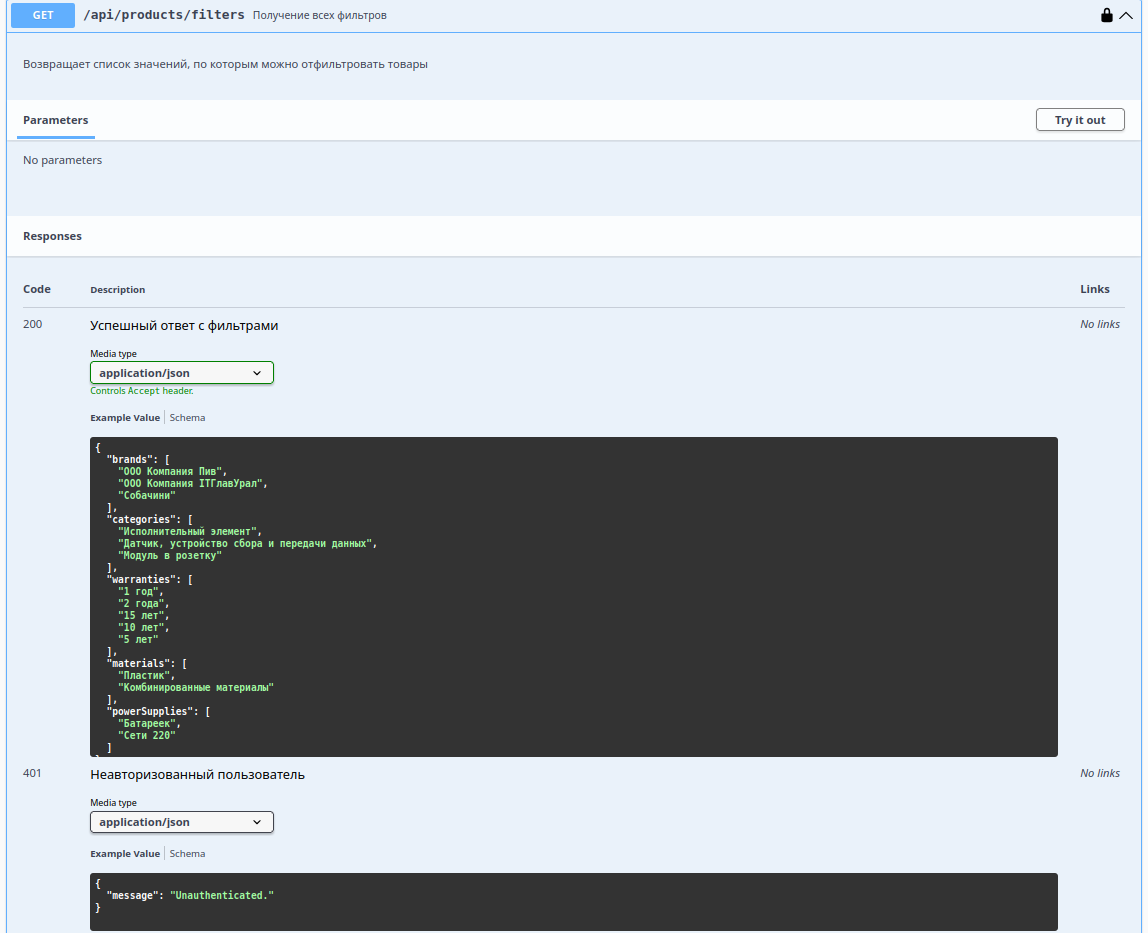 GET /api/products/filters Получение всех фильтров
Возвращает список значений, по которым можно отфильтровать товары
Parameters Try it out
No parameters
Responses
Code Description Links
200 Успешный ответ с фильтрами No links
Media type
application/json
Controls Accept header.
Example Value Schema
{
"brands": [
"ООО Компания Пив",
"ООО Компания ITГлавУрал",
"Собачини"
],
"categories": [
"Исполнительный элемент",
"Датчик, устройство сбора и передачи данных",
"Модуль в розетку"
],
"warranties": [
"1 год",
"2 года",
"15 лет",
"10 лет",
"5 лет"
],
"materials": [
"Пластик",
"Комбинированные материалы"
],
"powerSupplies": [
"Батареек",
"Сети 220"
]
401 Неавторизованный пользователь No links
Media type
application/json
Example Value Schema
{
"message": "Unauthenticated."
}